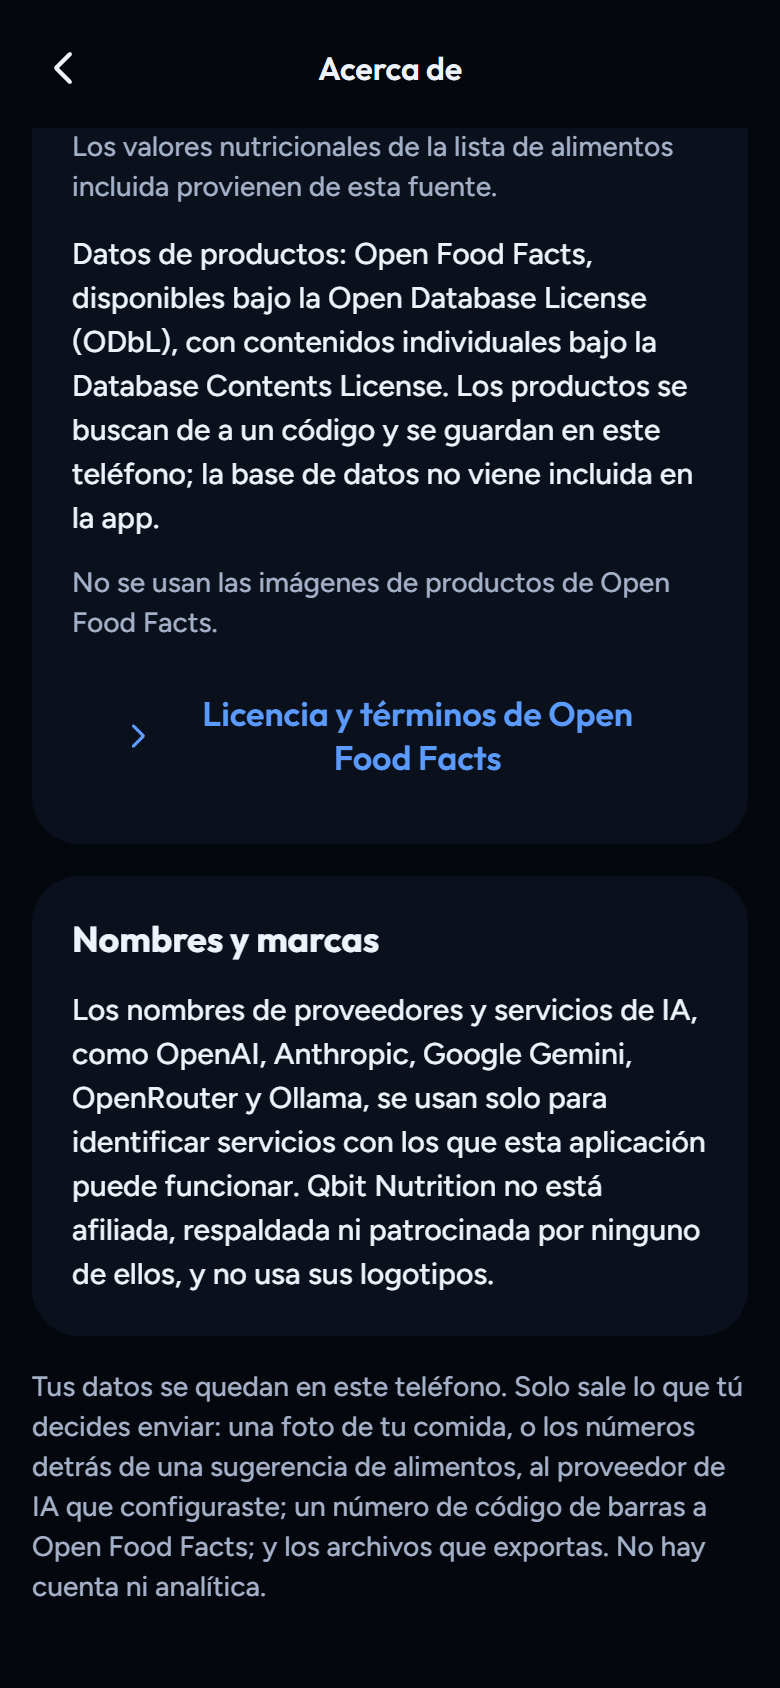 Acerca de
Los valores nutricionales de la lista de alimentos
incluida provienen de esta fuente.
Datos de productos: Open Food Facts,
disponibles bajo la Open Database License
(ODbL), con contenidos individuales bajo la
Database Contents License. Los productos se
buscan de a un código y se guardan en este
teléfono; la base de datos no viene incluida en
la app.
No se usan las imágenes de productos de Open
Food Facts.
Licencia y términos de Open
Food Facts
Nombres y marcas
Los nombres de proveedores y servicios de IA,
como OpenAI, Anthropic, Google Gemini,
OpenRouter y Ollama, se usan solo para
identificar servicios con los que esta aplicación
puede funcionar. Qbit Nutrition no está
afiliada, respaldada ni patrocinada por ninguno
de ellos, y no usa sus logotipos.
Tus datos se quedan en este teléfono. Solo sale lo que tú
decides enviar: una foto de tu comida, o los números
detrás de una sugerencia de alimentos, al proveedor de
IA que configuraste; un número de código de barras a
Open Food Facts; y los archivos que exportas. No hay
cuenta ni analítica.